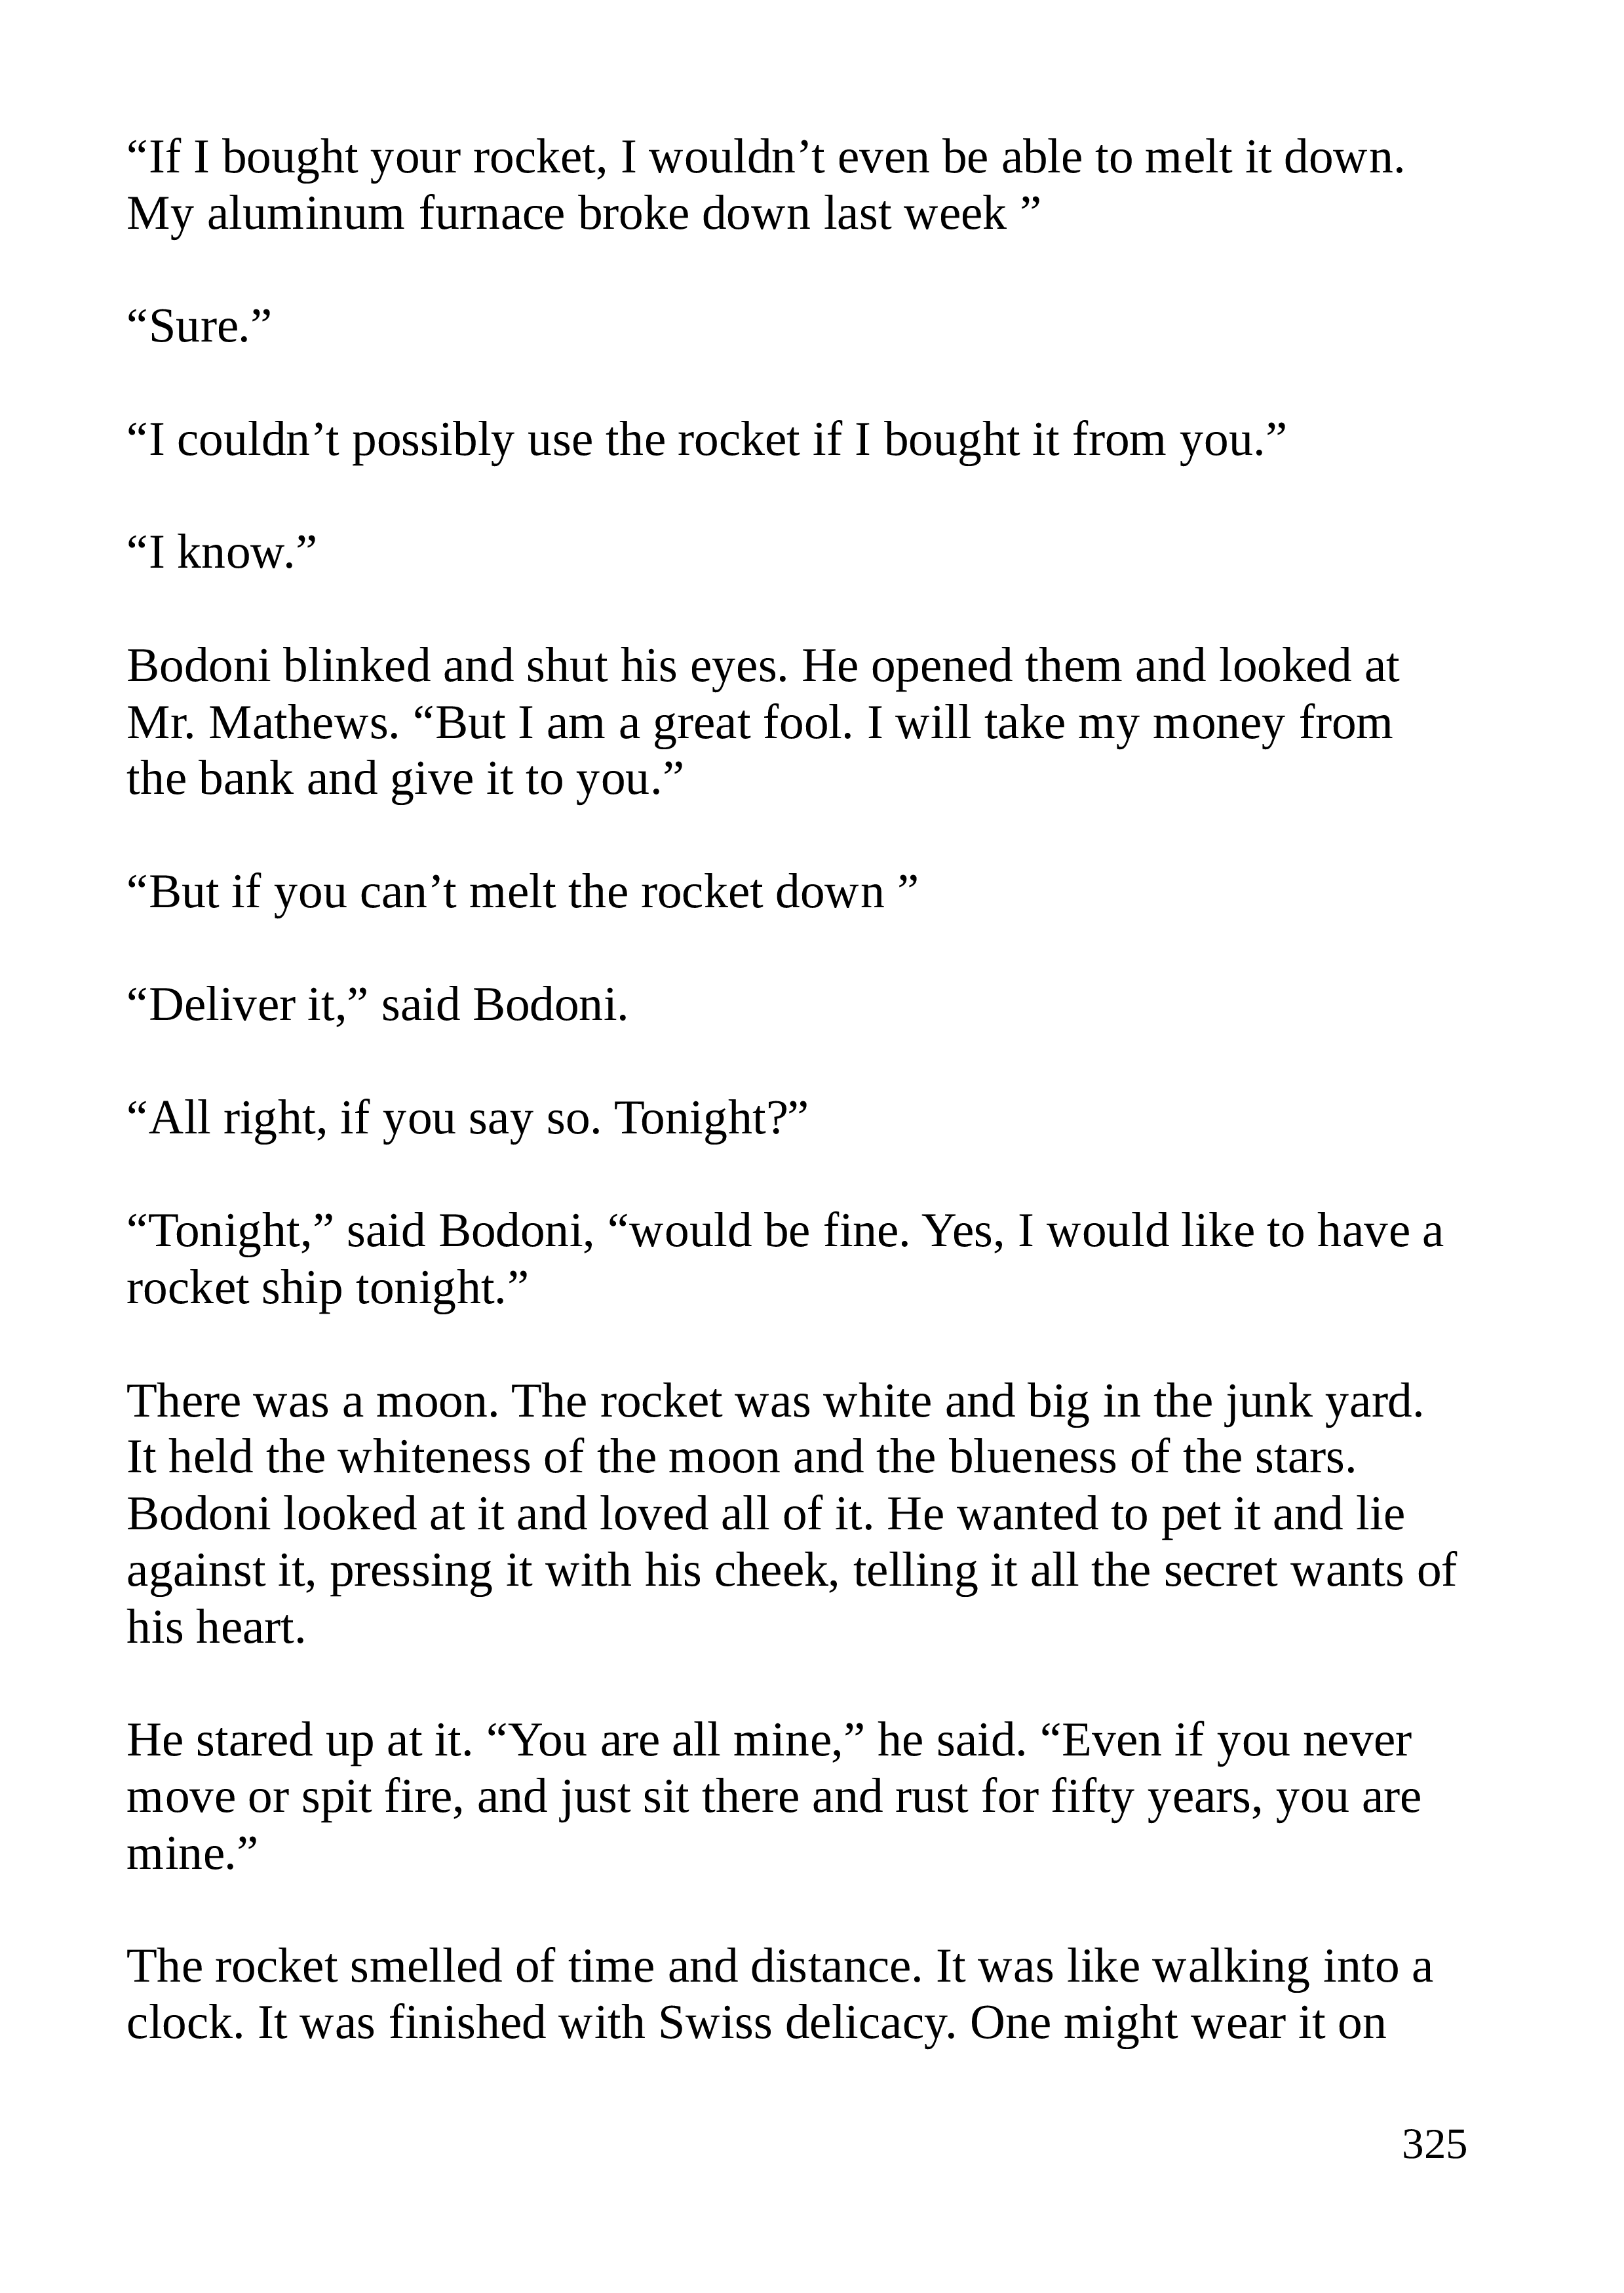 “If I bought your rocket, I wouldn’t even be able to melt it down.
My aluminum furnace broke down last week ”
“Sure.”
“I couldn’t possibly use the rocket if I bought it from you.”
“I know.”
Bodoni blinked and shut his eyes. He opened them and looked at
Mr. Mathews. “But I am a great fool. I will take my money from
the bank and give it to you.”
“But if you can’t melt the rocket down ”
“Deliver it,” said Bodoni.
“All right, if you say so. Tonight?”
“Tonight,” said Bodoni, “would be fine. Yes, I would like to have a
rocket ship tonight.”
There was a moon. The rocket was white and big in the junk yard.
It held the whiteness of the moon and the blueness of the stars.
Bodoni looked at it and loved all of it. He wanted to pet it and lie
against it, pressing it with his cheek, telling it all the secret wants of
his heart.
He stared up at it. “You are all mine,” he said. “Even if you never
move or spit fire, and just sit there and rust for fifty years, you are
mine.”
The rocket smelled of time and distance. It was like walking into a
clock. It was finished with Swiss delicacy. One might wear it on
325